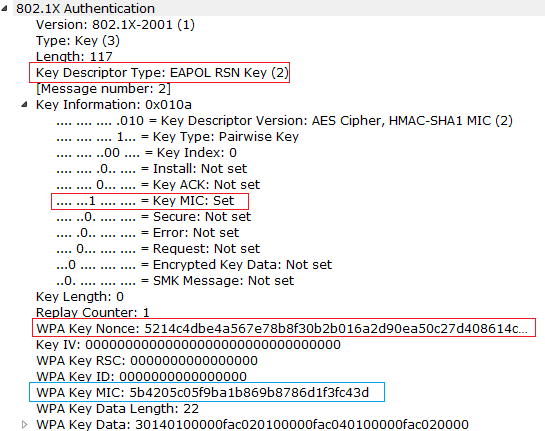 802.1X Authentication
Version: 802.1X-2001 (1)
Type: Key (3)
Length: 117
Key Descriptor Type: EAPOL RSN Key (2)
[Message number: 2]
Key Information: 0x010a
.... .... .... .010 = Key Descriptor Version: AES Cipher, HMAC-SHA1 MIC (2)
.... .... .... 1... = Key Type: Pairwise Key
.... .... ..00 .... = Key Index: 0
.... .... .0.. .... = Install: Not set
.... .... 0... .... = Key ACK: Not set
.... ...1 .... .... = Key MIC: Set
.... ..0. .... .... = Secure: Not set
.... .0.. .... .... = Error: Not set
.... 0... .... .... = Request: Not set
...0 .... .... .... = Encrypted Key Data: Not set
..0. .... .... .... = SMK Message: Not set
Key Length: 0
Replay Counter: 1
WPA Key Nonce: 5214c4dbe4a567e78b8f30b2b016a2d90ea50c27d408614c...
Key IV: 00000000000000000000000000000000
WPA Key RSC: 0000000000000000
WPA Key ID: 0000000000000000
WPA Key MIC: 5b4205c05f9ba1b869b8786d1f3fc43d
WPA Key Data Length: 22
WPA Key Data: 30140100000fac020100000fac040100000fac020000